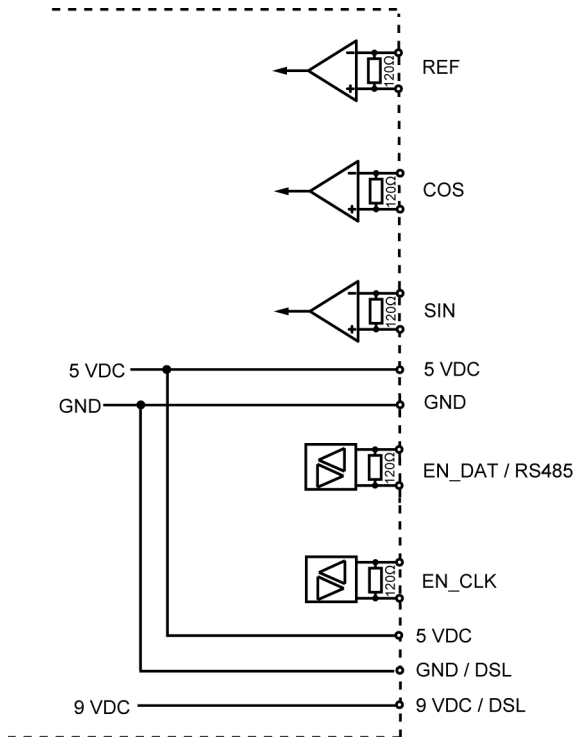 REF
120Ω
COS
120Ω
SIN
120Ω
5 VDC 5 VDC
GND GND
EN_DAT / RS485
120Ω
EN_CLK
120Ω
5 VDC
GND / DSL
9 VDC 9 VDC / DSL